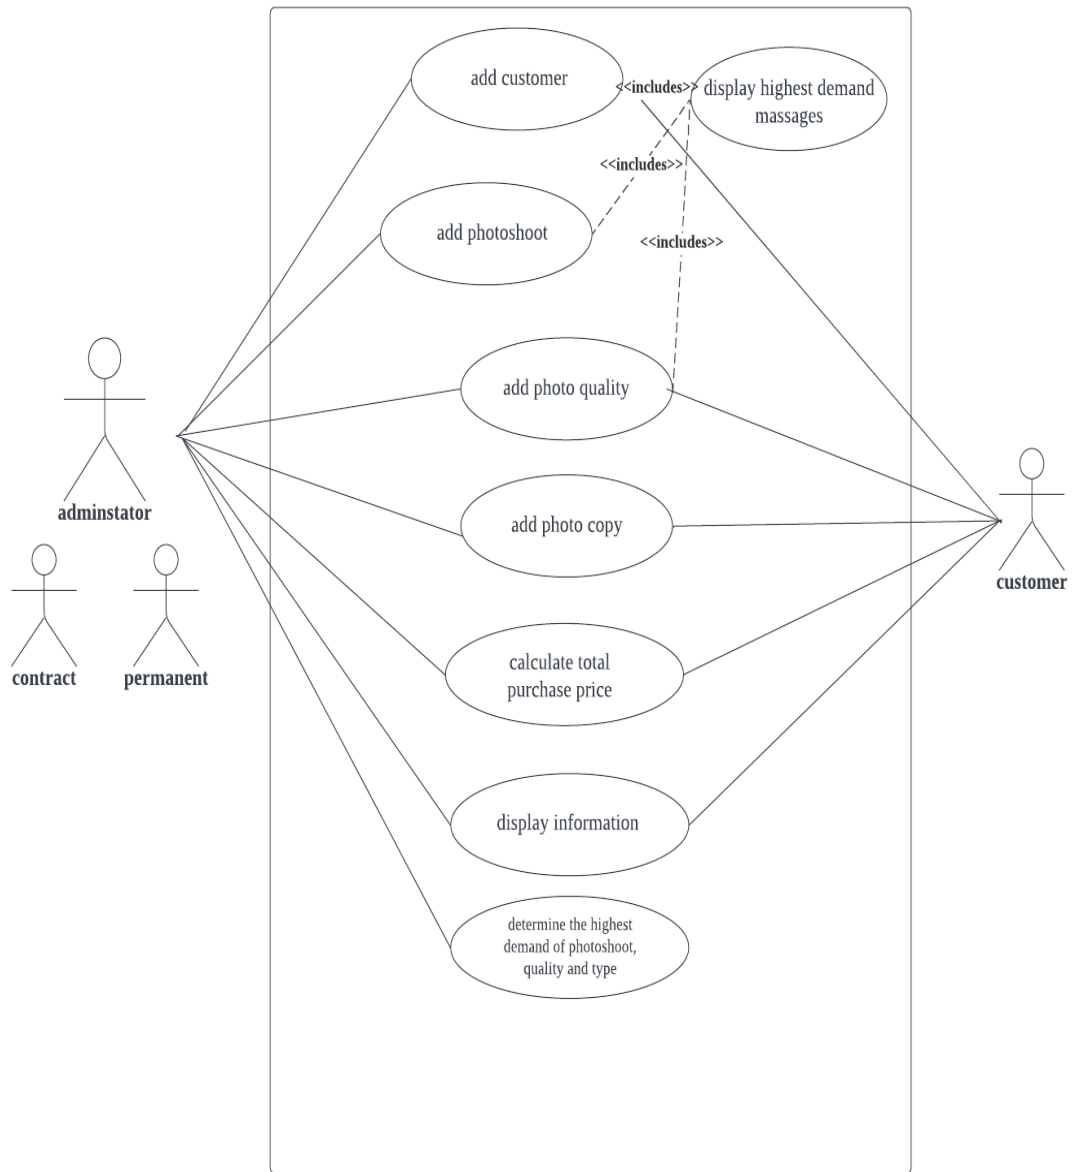 add customer
<<includes>>
display highest demand
massages
<<includes>>
add photoshoot
<<includes>>
add photo quality
adminstator
add photo copy
customer
contract
permanent
calculate total
purchase price
display information
determine the highest
demand of photoshoot,
quality and type